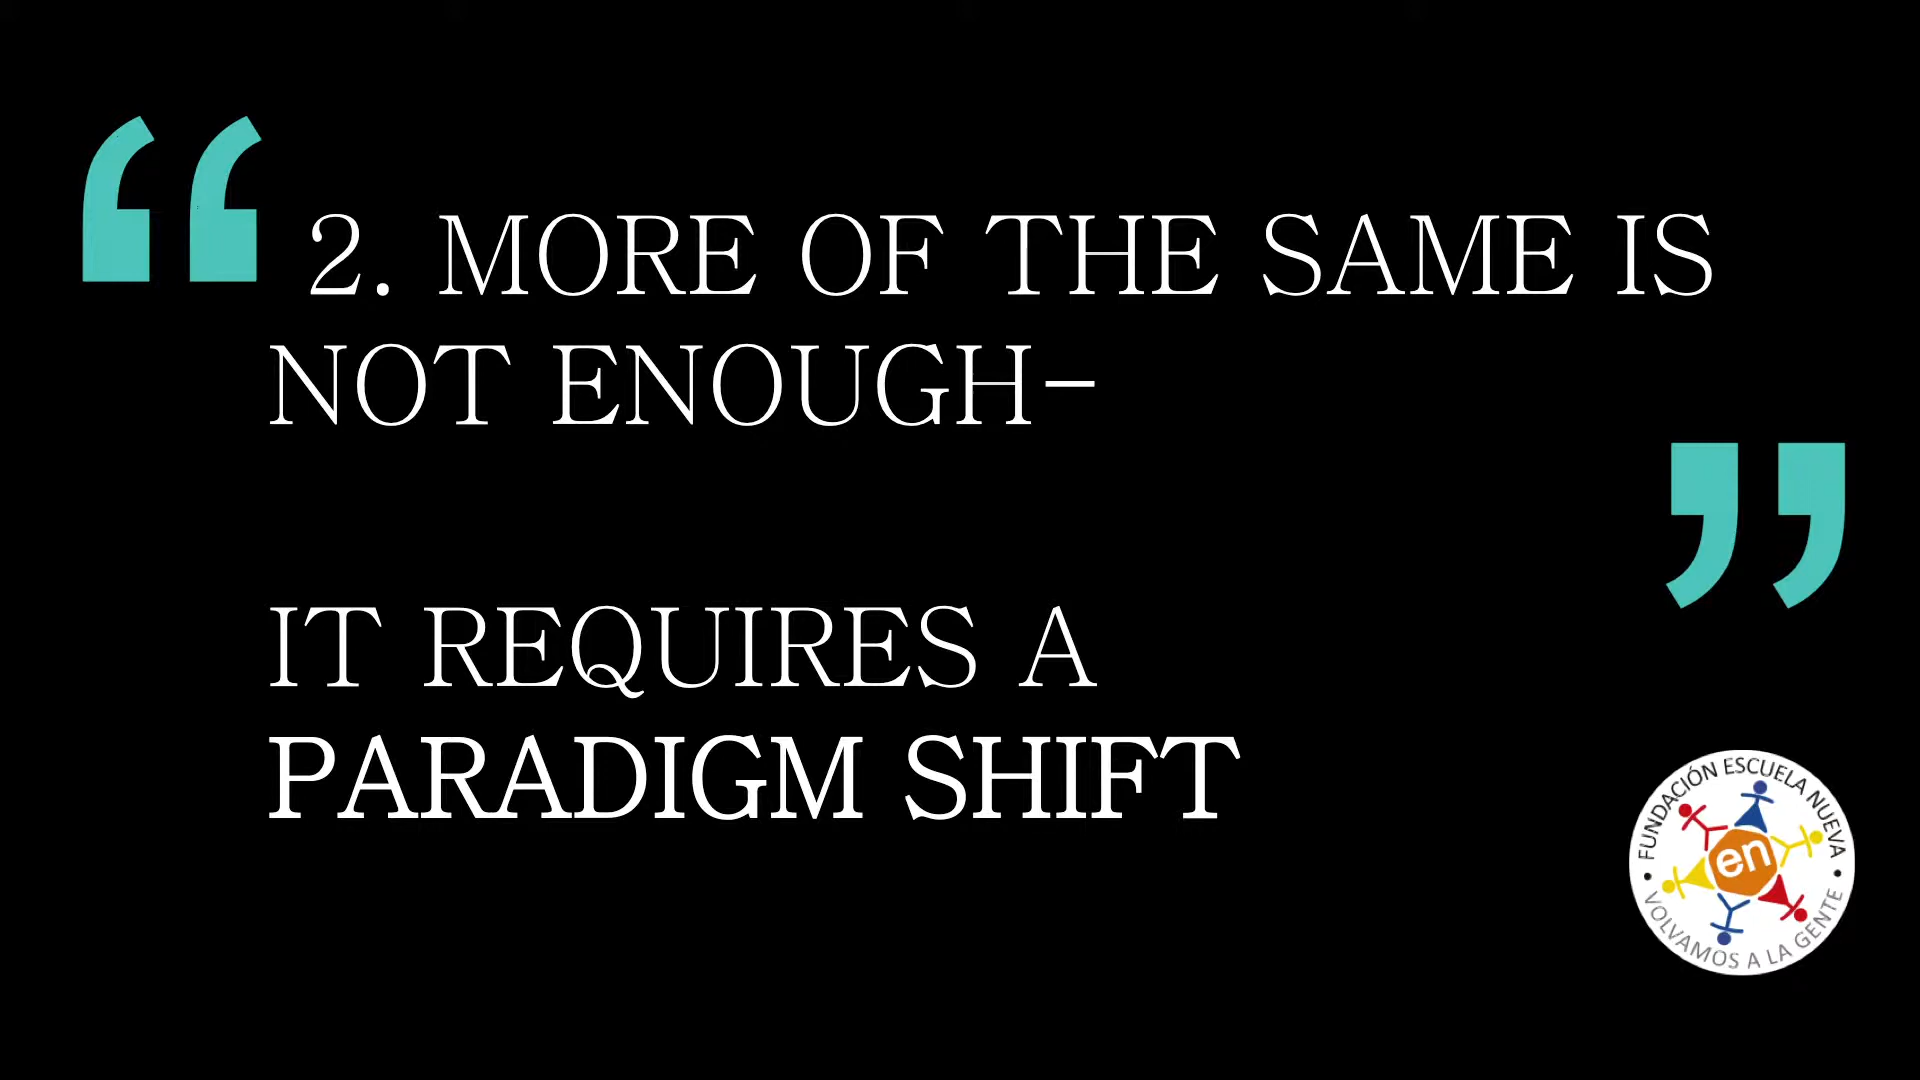 “ 2. MORE OF THE SAME IS
NOT ENOUGH-
”
IT REQUIRES A
PARADIGM SHIFT
FUNDACIÓN ESCUELA NUEVA
en
VOLVAMOS A LA GENTE